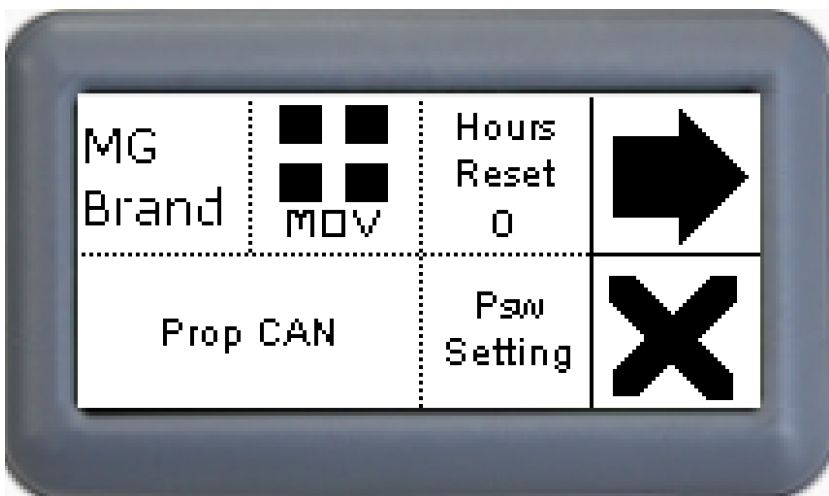 MG
Brand
MOV
Hours
Reset
0
Prop CAN
Psw
Setting